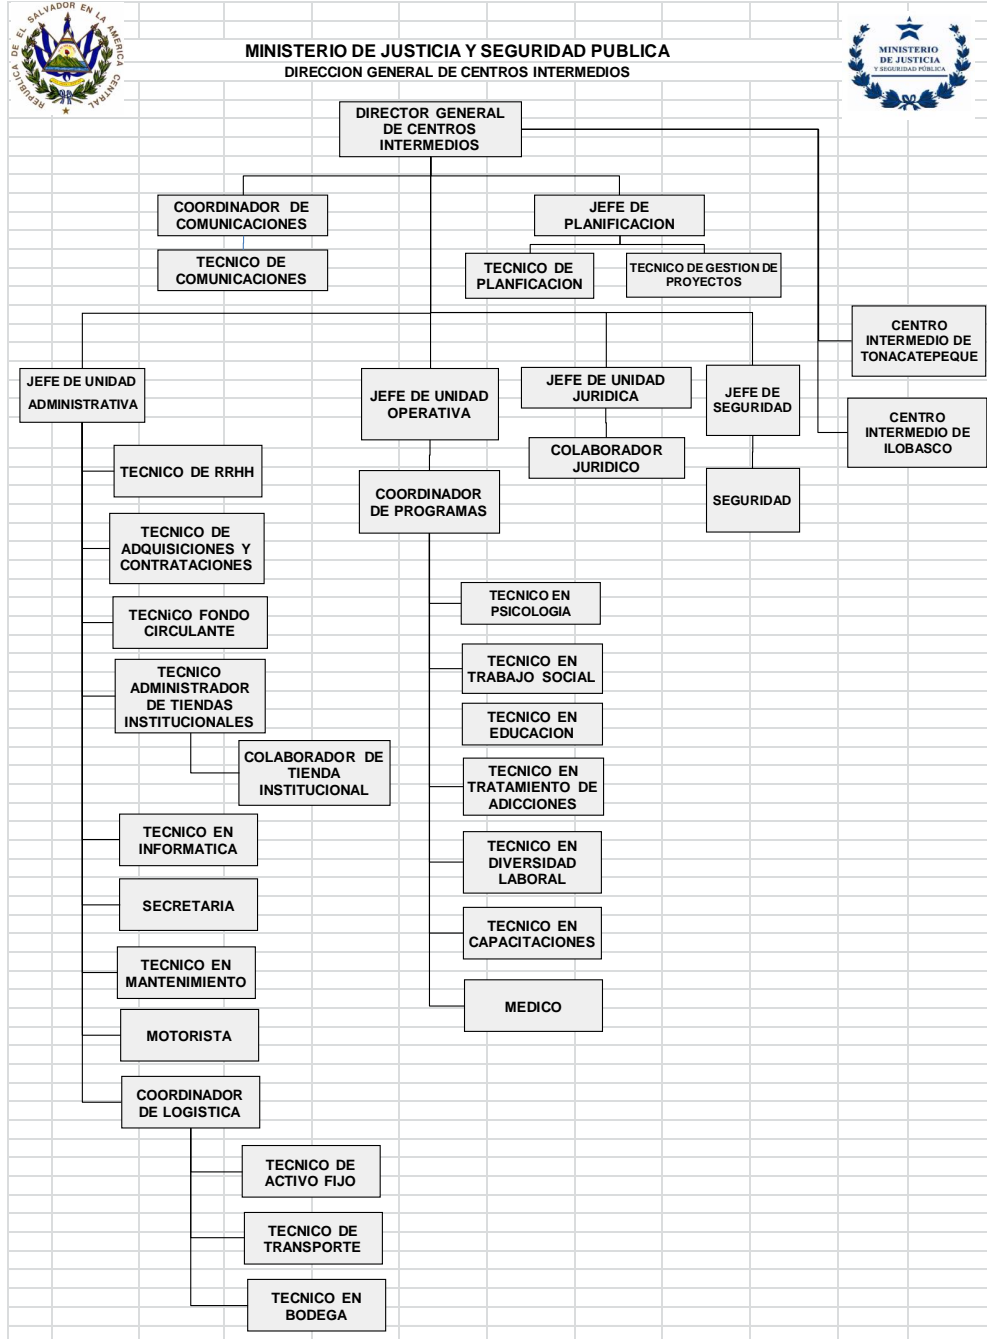 REPUBLICA DE EL SALVADOR EN LA AMERICA CENTRAL
MINISTERIO DE JUSTICIA Y SEGURIDAD PUBLICA
DIRECCION GENERAL DE CENTROS INTERMEDIOS
MINISTERIO
DE JUSTICIA
Y SEGURIDAD PÚBLICA
DIRECTOR GENERAL
DE CENTROS
INTERMEDIOS
COORDINADOR DE
COMUNICACIONES
JEFE DE
PLANIFICACION
TECNICO DE
COMUNICACIONES
TECNICO DE
PLANFICACION
TECNICO DE GESTION DE
PROYECTOS
CENTRO
INTERMEDIO DE
TONACATEPEQUE
JEFE DE UNIDAD
ADMINISTRATIVA
JEFE DE UNIDAD
OPERATIVA
JEFE DE UNIDAD
JURIDICA
JEFE DE
SEGURIDAD
CENTRO
INTERMEDIO DE
ILOBASCO
COLABORADOR
JURIDICO
TECNICO DE RRHH
COORDINADOR
DE PROGRAMAS
SEGURIDAD
TECNICO DE
ADQUISICIONES Y
CONTRATACIONES
TECNICO EN
PSICOLOGIA
TECNiCO FONDO
CIRCULANTE
TECNICO EN
TRABAJO SOCIAL
TECNICO
ADMINISTRADOR
DE TIENDAS
INSTITUCIONALES
TECNICO EN
EDUCACION
COLABORADOR DE
TIENDA
INSTITUCIONAL
TECNICO EN
TRATAMIENTO DE
ADICCIONES
TECNICO EN
INFORMATICA
TECNICO EN
DIVERSIDAD
LABORAL
SECRETARIA
TECNICO EN
CAPACITACIONES
TECNICO EN
MANTENIMIENTO
MEDICO
MOTORISTA
COORDINADOR
DE LOGISTICA
TECNICO DE
ACTIVO FIJO
TECNICO DE
TRANSPORTE
TECNICO EN
BODEGA